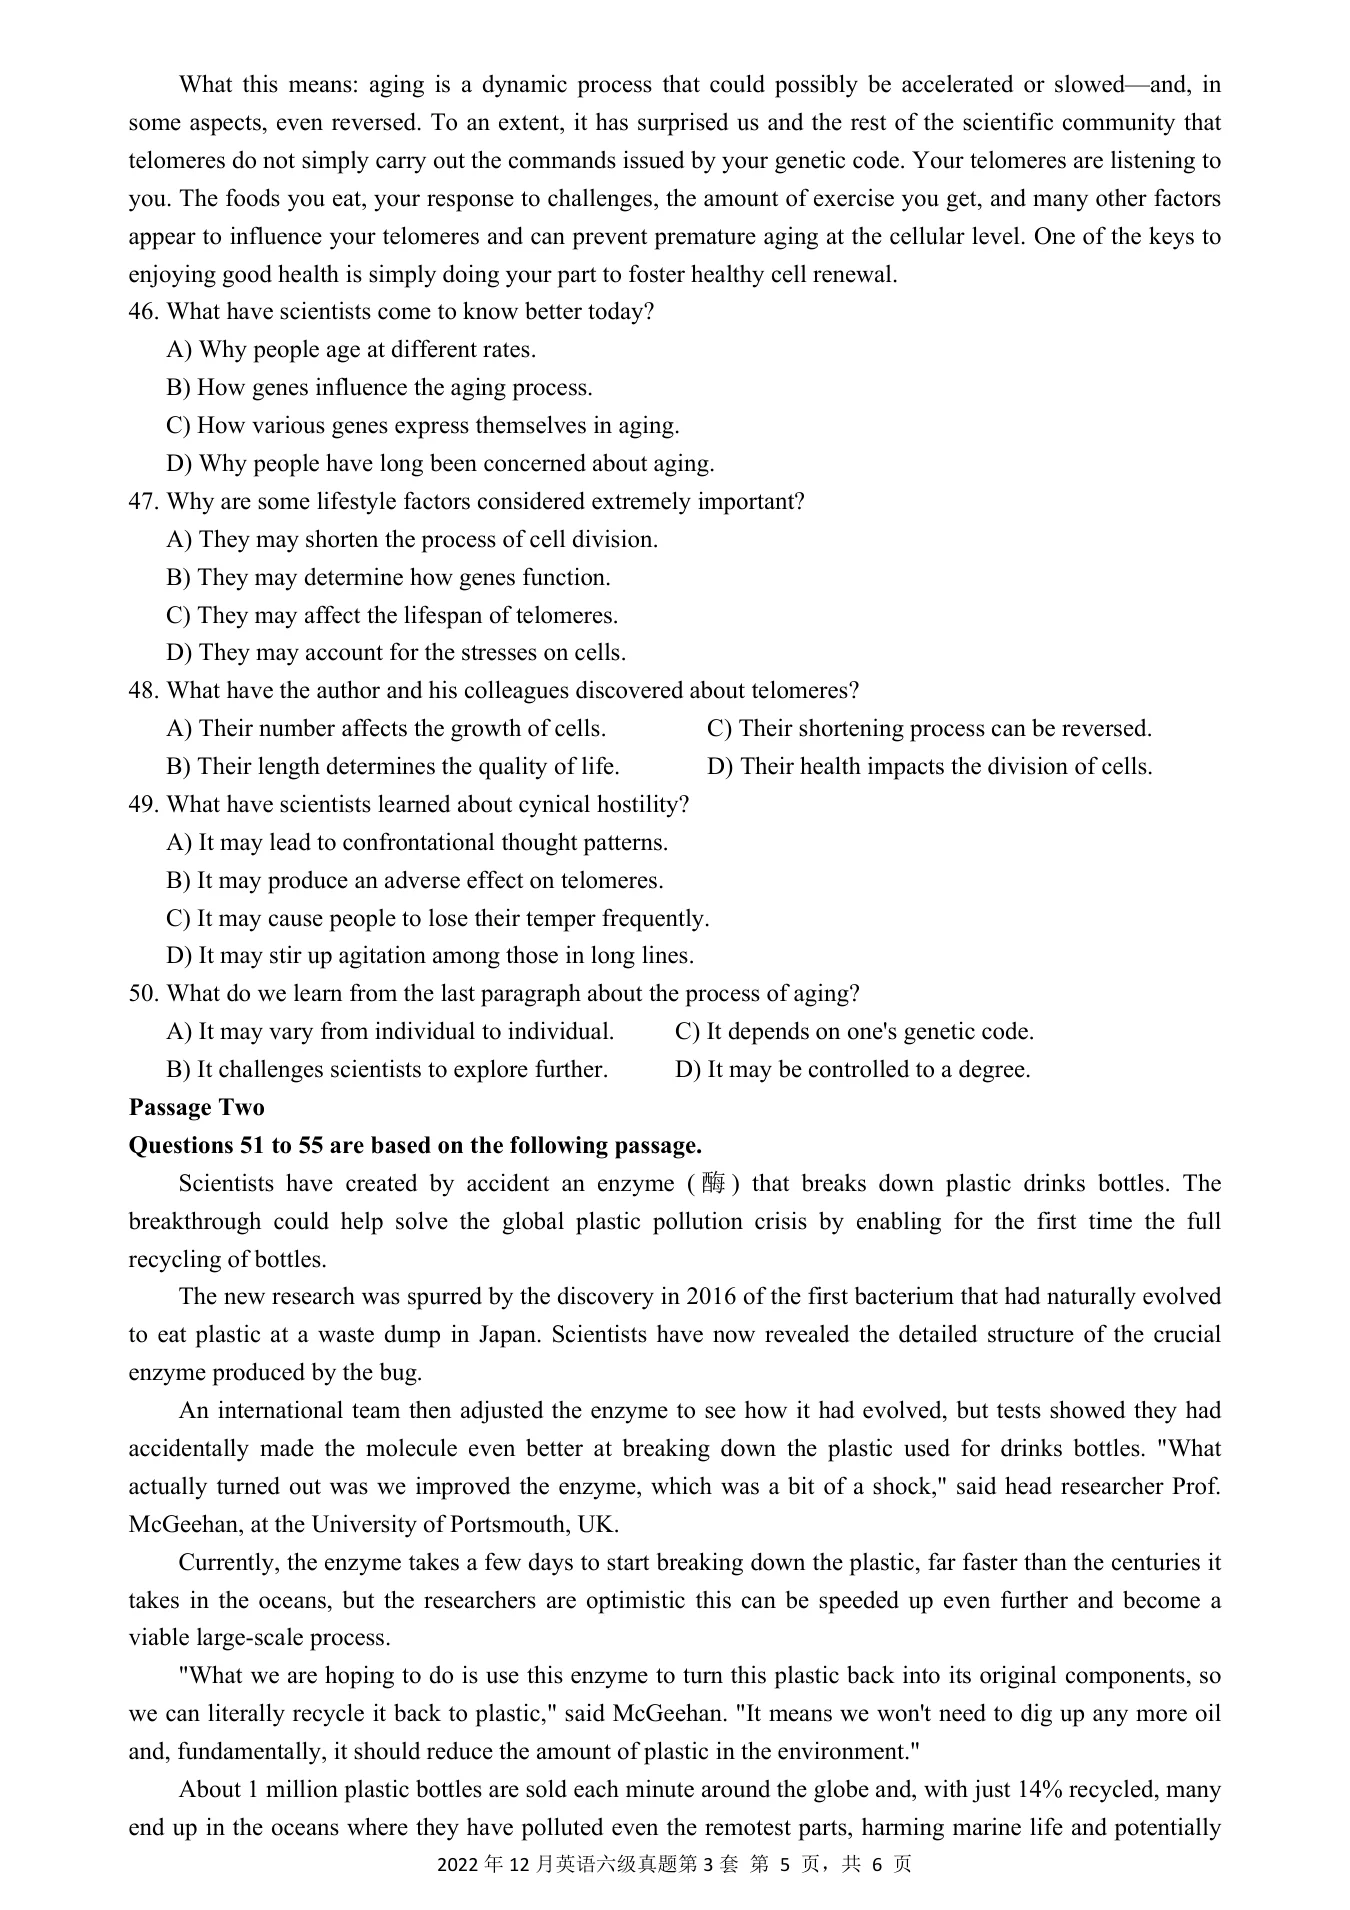 What this means: aging is a dynamic process that could possibly be accelerated or slowed—and, in
some aspects, even reversed. To an extent, it has surprised us and the rest of the scientific community that
telomeres do not simply carry out the commands issued by your genetic code. Your telomeres are listening to
you. The foods you eat, your response to challenges, the amount of exercise you get, and many other factors
appear to influence your telomeres and can prevent premature aging at the cellular level. One of the keys to
enjoying good health is simply doing your part to foster healthy cell renewal.
46. What have scientists come to know better today?
A) Why people age at different rates.
B) How genes influence the aging process.
C) How various genes express themselves in aging.
D) Why people have long been concerned about aging.
47. Why are some lifestyle factors considered extremely important?
A) They may shorten the process of cell division.
B) They may determine how genes function.
C) They may affect the lifespan of telomeres.
D) They may account for the stresses on cells.
48. What have the author and his colleagues discovered about telomeres?
A) Their number affects the growth of cells. C) Their shortening process can be reversed.
B) Their length determines the quality of life. D) Their health impacts the division of cells.
49. What have scientists learned about cynical hostility?
A) It may lead to confrontational thought patterns.
B) It may produce an adverse effect on telomeres.
C) It may cause people to lose their temper frequently.
D) It may stir up agitation among those in long lines.
50. What do we learn from the last paragraph about the process of aging?
A) It may vary from individual to individual. C) It depends on one's genetic code.
B) It challenges scientists to explore further. D) It may be controlled to a degree.
Passage Two
Questions 51 to 55 are based on the following passage.
Scientists have created by accident an enzyme (酶) that breaks down plastic drinks bottles. The
breakthrough could help solve the global plastic pollution crisis by enabling for the first time the full
recycling of bottles.
The new research was spurred by the discovery in 2016 of the first bacterium that had naturally evolved
to eat plastic at a waste dump in Japan. Scientists have now revealed the detailed structure of the crucial
enzyme produced by the bug.
An international team then adjusted the enzyme to see how it had evolved, but tests showed they had
accidentally made the molecule even better at breaking down the plastic used for drinks bottles. "What
actually turned out was we improved the enzyme, which was a bit of a shock," said head researcher Prof.
McGeehan, at the University of Portsmouth, UK.
Currently, the enzyme takes a few days to start breaking down the plastic, far faster than the centuries it
takes in the oceans, but the researchers are optimistic this can be speeded up even further and become a
viable large-scale process.
"What we are hoping to do is use this enzyme to turn this plastic back into its original components, so
we can literally recycle it back to plastic," said McGeehan. "It means we won't need to dig up any more oil
and, fundamentally, it should reduce the amount of plastic in the environment."
About 1 million plastic bottles are sold each minute around the globe and, with just 14% recycled, many
end up in the oceans where they have polluted even the remotest parts, harming marine life and potentially
2022 年 12 月英语六级真题第 3 套 第 5 页，共 6 页